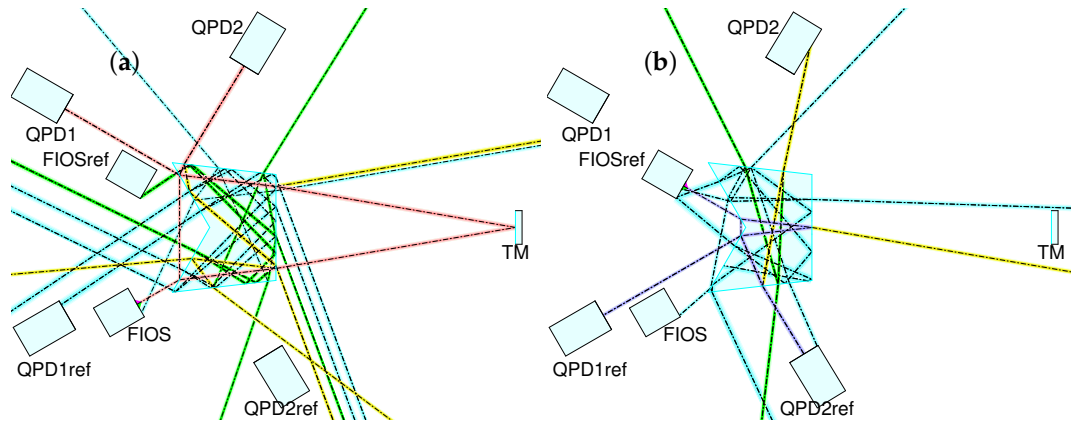 (a)
QPD2
QPD1
FIOSref
TM
FIOS
QPD1ref
QPD2ref
(b)
QPD2
QPD1
FIOSref
TM
FIOS
QPD1ref
QPD2ref